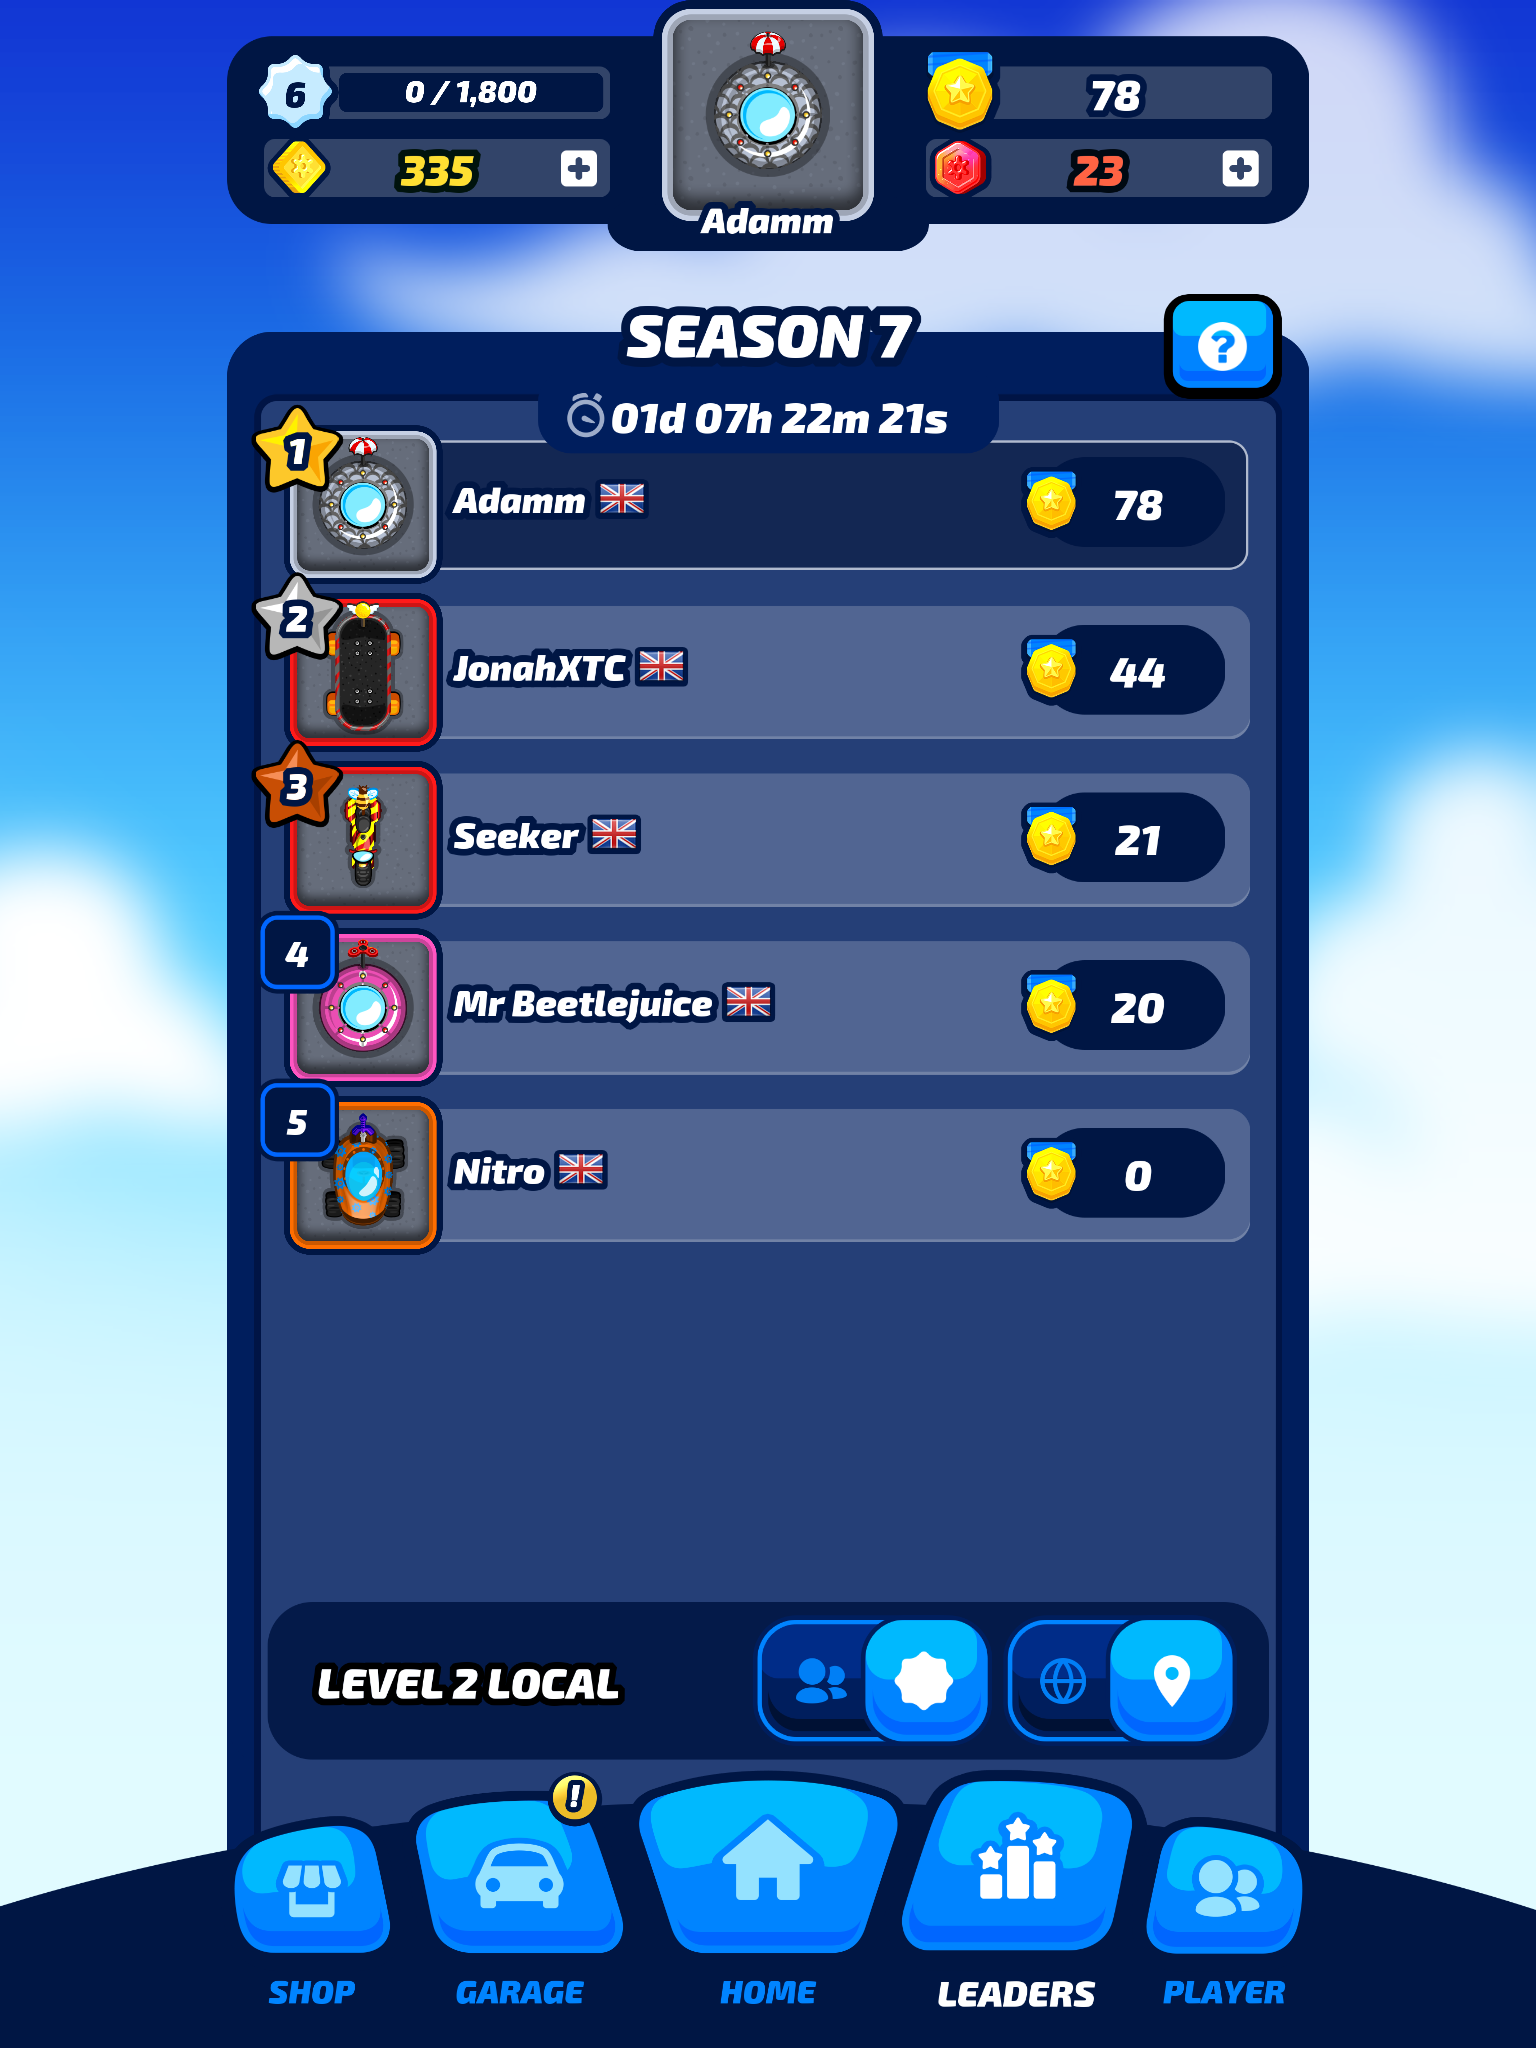 6
0 / 1,800
78
335
23
Adamm
SEASON 7
01d 07h 22m 21s
1
Adamm
78
2
JonahXTC
44
3
Seeker
21
4
Mr Beetlejuice
20
5
Nitro
0
LEVEL 2 LOCAL
SHOP
GARAGE
HOME
LEADERS
PLAYER